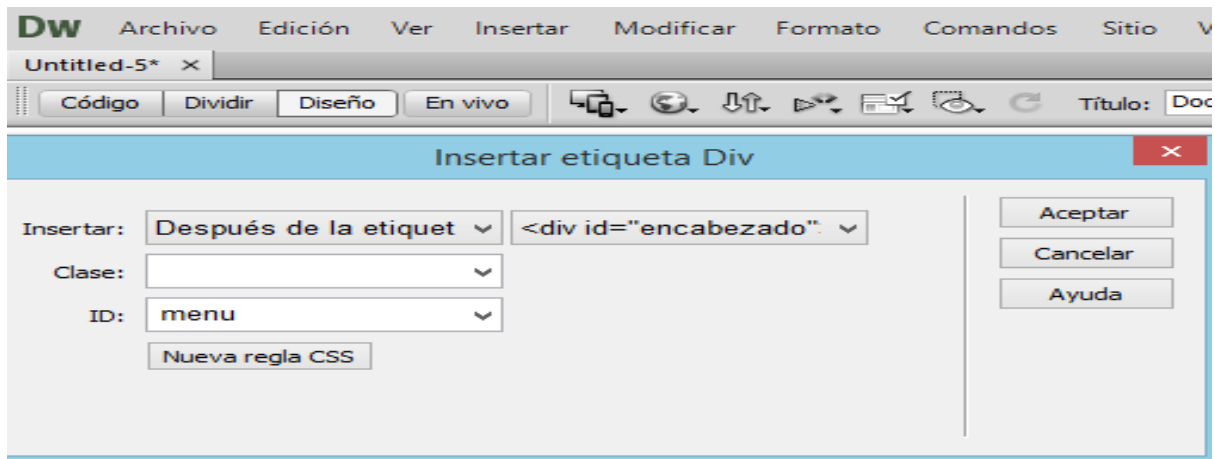 Dw Archivo Edición Ver Insertar Modificar Formato Comandos Sitio V
Untitled-5* ×
Código Dividir Diseño En vivo Título: Doc
Insertar etiqueta Div
Insertar: Después de la etiquet <div id="encabezado"
Aceptar
Clase:
Cancelar
ID: menu
Ayuda
Nueva regla CSS